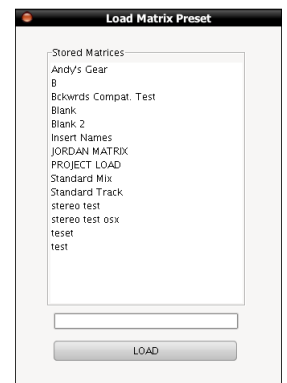 Load Matrix Preset
Stored Matrices
Andy's Gear
B
Bckwrds Compat. Test
Blank
Blank 2
Insert Names
JORDAN MATRIX
PROJECT LOAD
Standard Mix
Standard Track
stereo test
stereo test osx
teset
test
LOAD